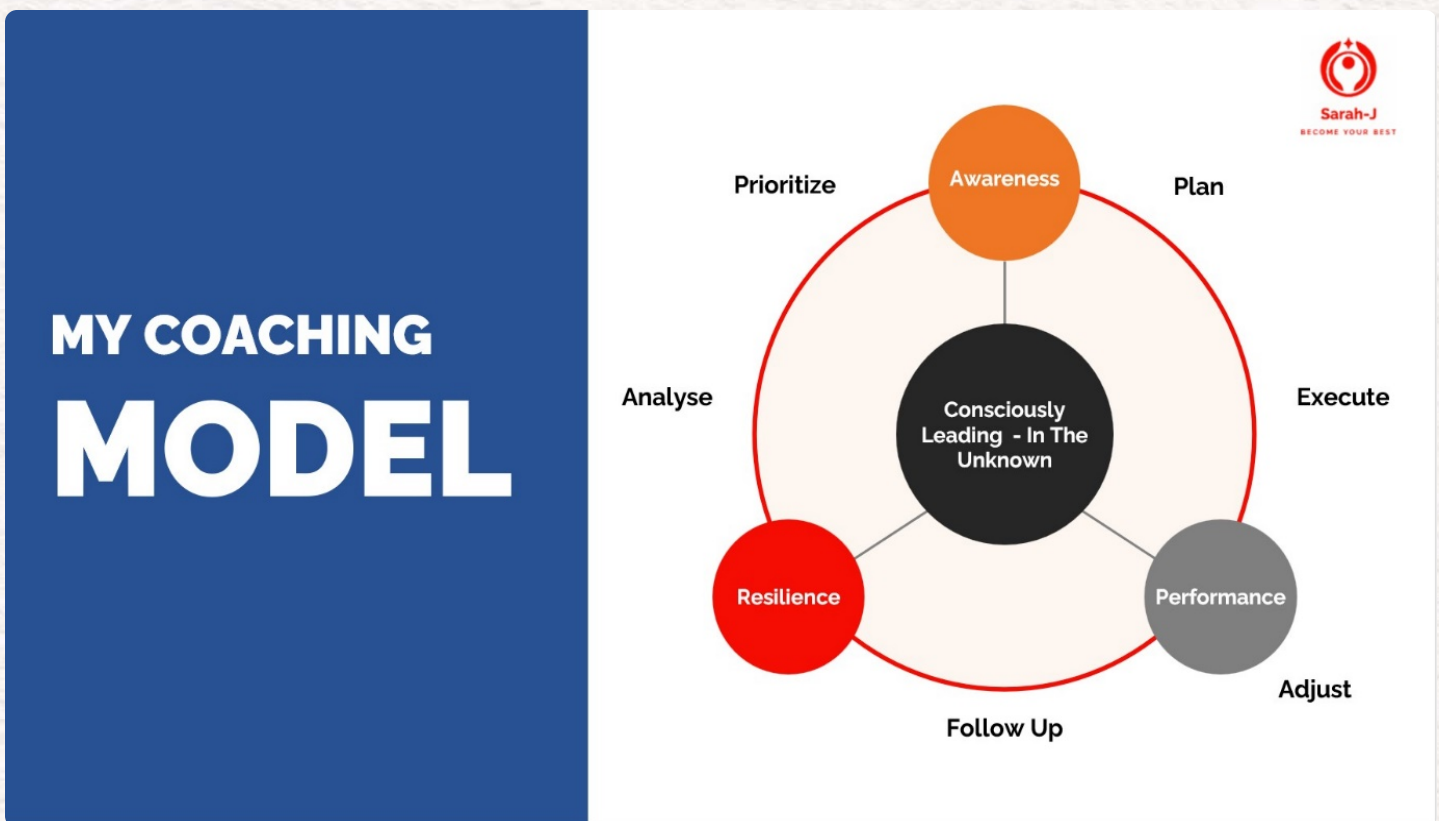 MY COACHING
MODEL
Sarah-J
BECOME YOUR BEST
Awareness
Prioritize
Plan
Analyse
Execute
Consciously
Leading - In The
Unknown
Resilience
Performance
Adjust
Follow Up